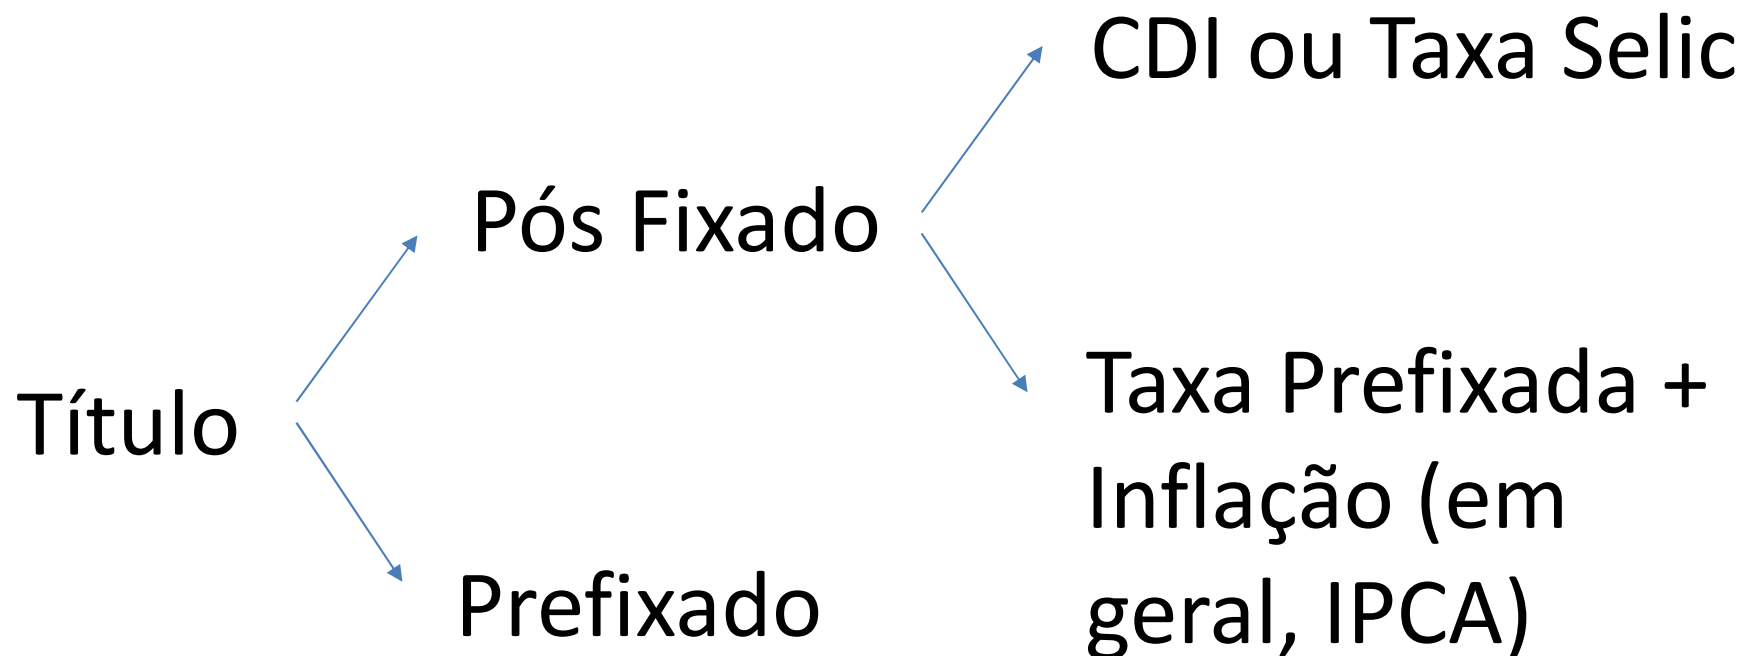 CDI ou Taxa Selic
Pós Fixado
Taxa Prefixada +
Inflação (em
geral, IPCA)
Título
Prefixado